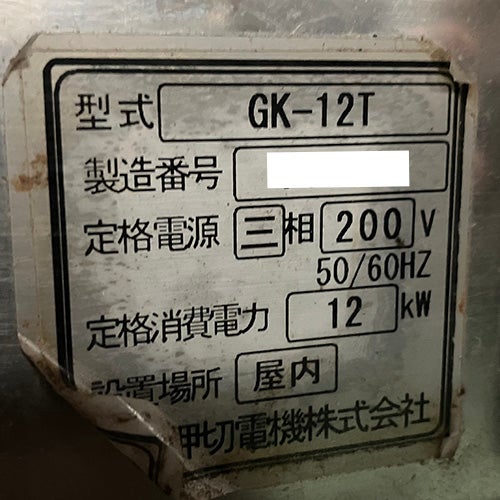 型式 GK-12T
製造番号
定格電源 三相 200 V
50/60HZ
定格消費電力 12 kW
設置場所 屋内
押切電機株式会社